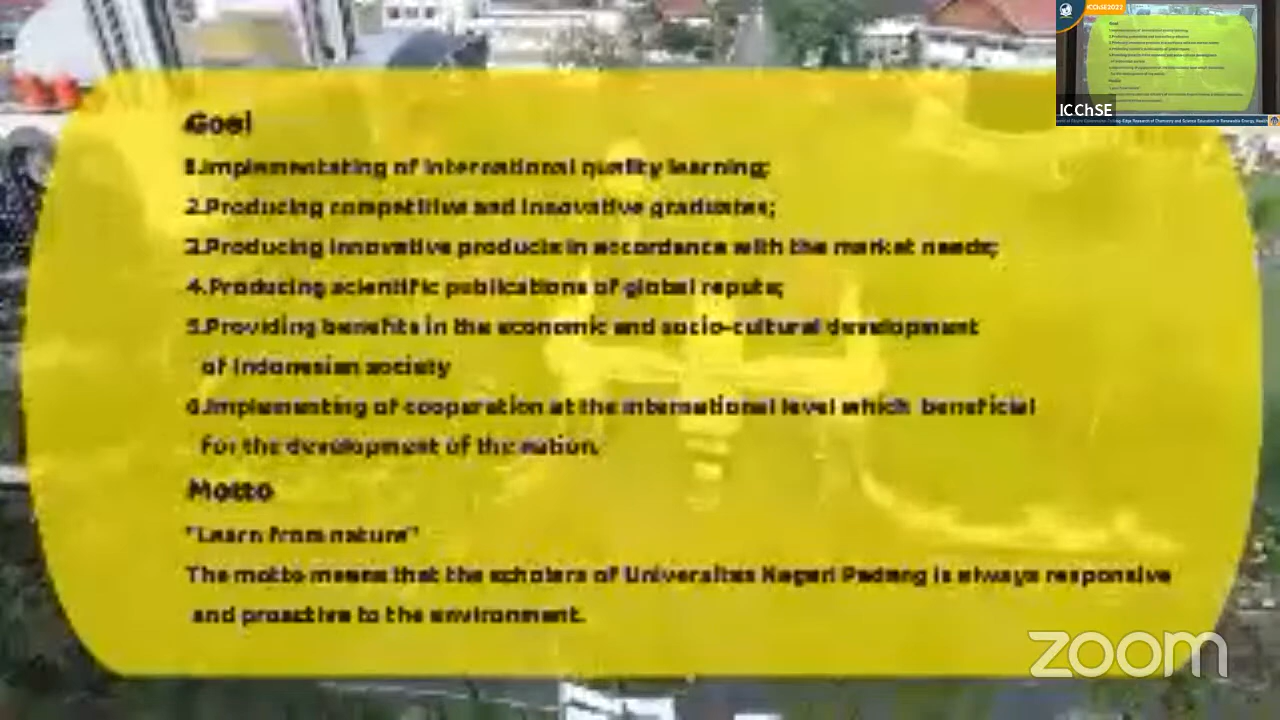 Goal
1.Implementating of international quality learning;
2.Producing competitive and innovative graduates;
3.Producing innovative products in accordance with the market needs;
4.Producing scientific publications of global repute;
5.Providing benefits in the economic and socio-cultural development
of Indonesian society
6.Implementing of cooperation at the international level which beneficial
for the development of the nation.
Motto
"Learn from nature"
The motto means that the scholars of Universitas Negeri Padang is always responsive
and proactive to the environment.
ICChSE2022
IC ChSE
zoom